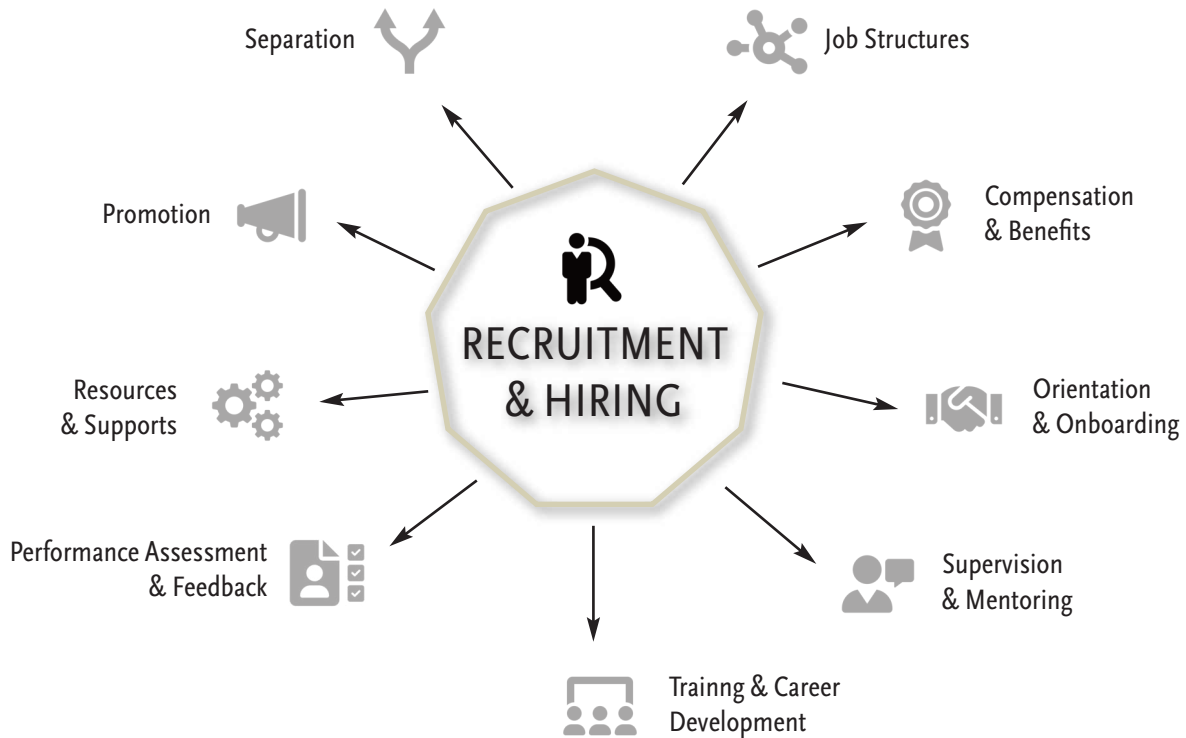 Separation
Job Structures
Promotion
Compensation
& Benefits
RECRUITMENT
& HIRING
Resources
& Supports
Orientation
& Onboarding
Performance Assessment
& Feedback
Supervision
& Mentoring
Trainng & Career
Development